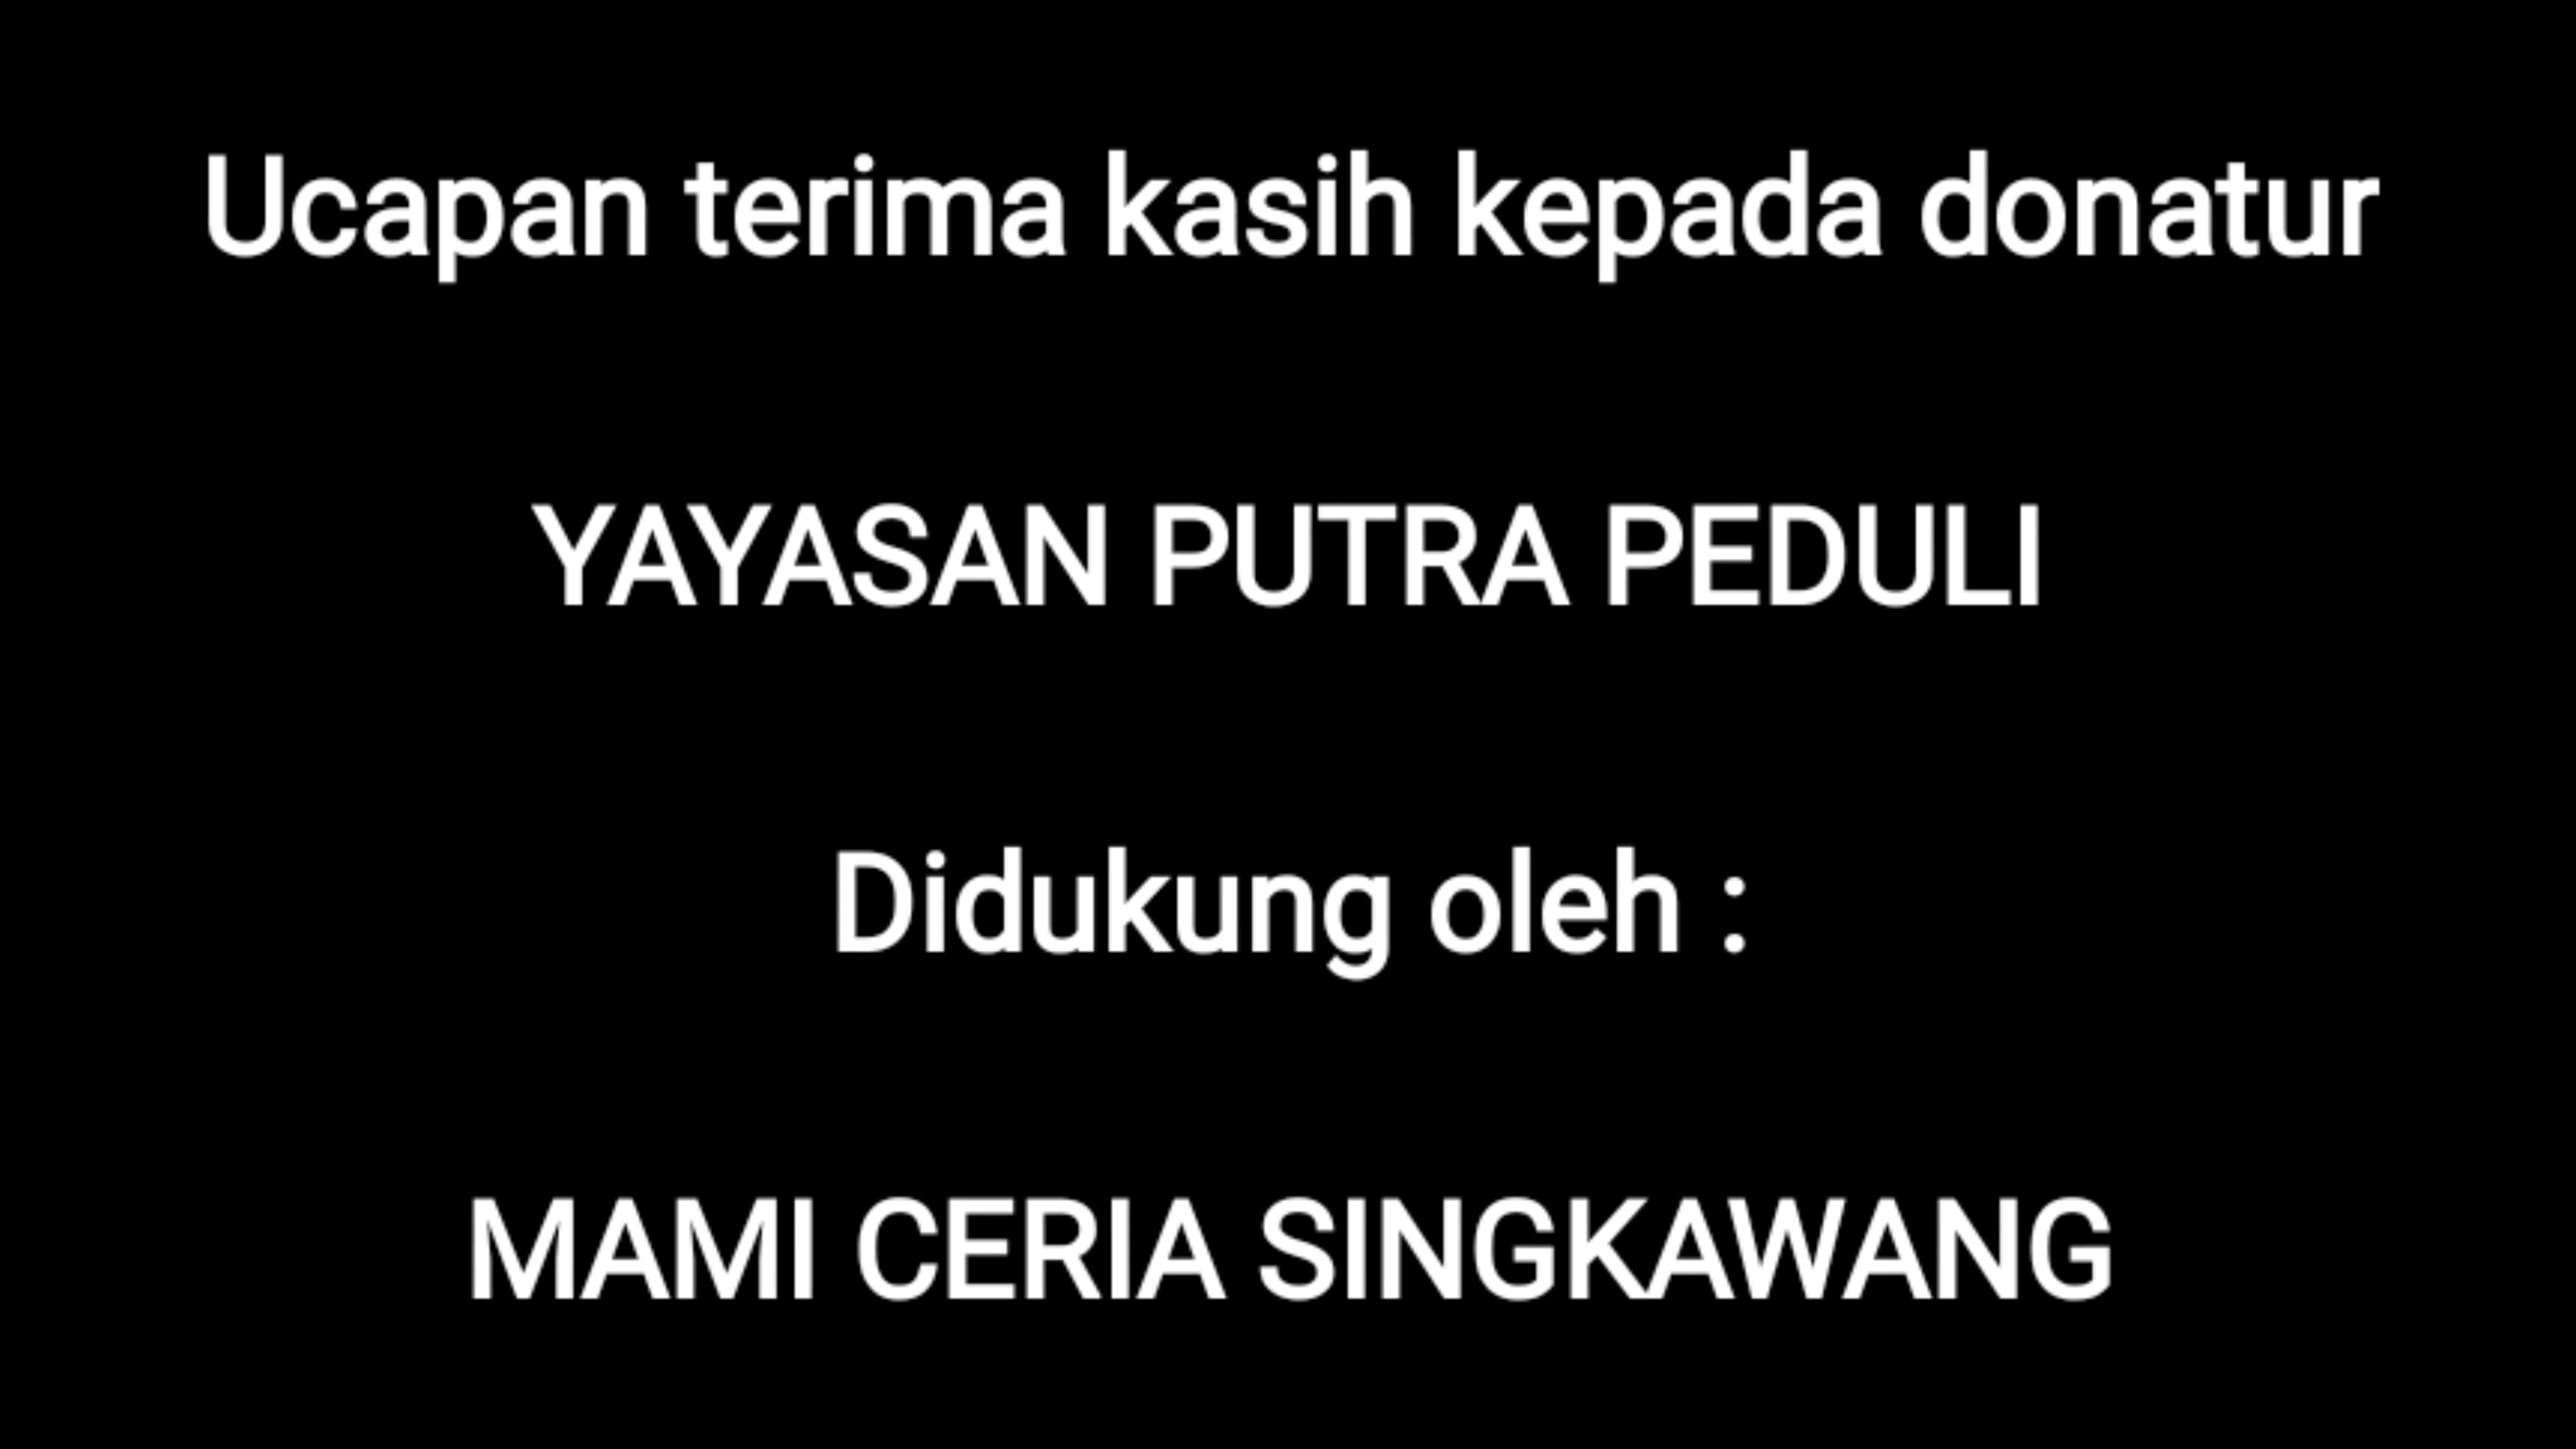 Ucapan terima kasih kepada donatur
YAYASAN PUTRA PEDULI
Didukung oleh :
MAMI CERIA SINGKAWANG